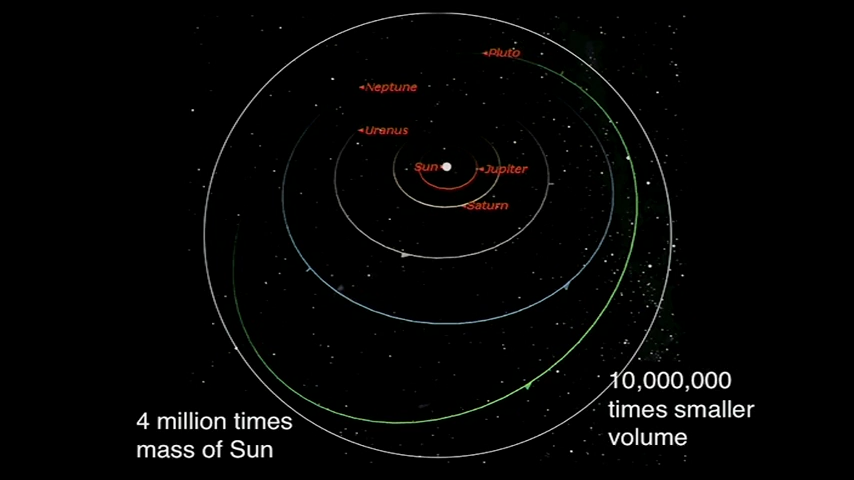 Pluto
Neptune
Uranus
Sun
Jupiter
Saturn
10,000,000
times smaller
volume
4 million times
mass of Sun